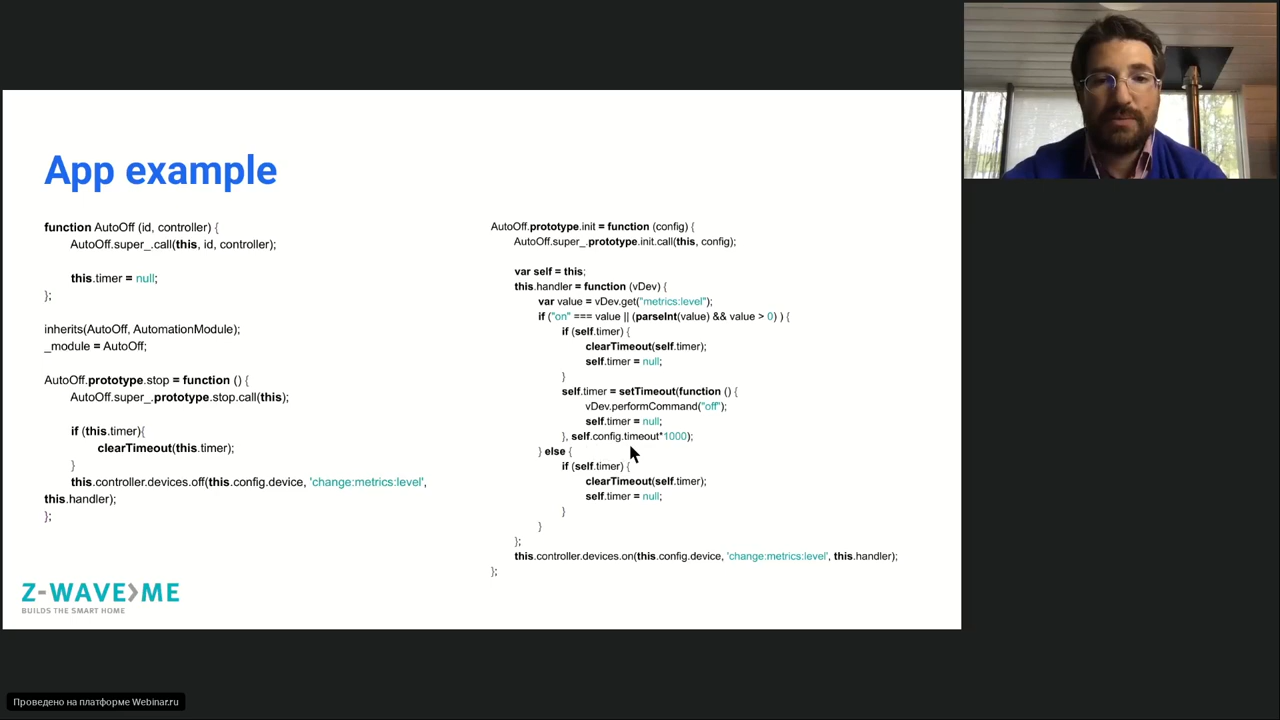 App example
function AutoOff (id, controller) {
AutoOff.super_.call(this, id, controller);
this.timer = null;
};
inherits(AutoOff, AutomationModule);
_module = AutoOff;
AutoOff.prototype.stop = function () {
AutoOff.super_.prototype.stop.call(this);
if (this.timer){
clearTimeout(this.timer);
}
this.controller.devices.off(this.config.device, 'change:metrics:level',
this.handler);
};
AutoOff.prototype.init = function (config) {
AutoOff.super_.prototype.init.call(this, config);
var self = this;
this.handler = function (vDev) {
var value = vDev.get("metrics:level");
if ("on" === value || (parseInt(value) && value > 0) ) {
if (self.timer) {
clearTimeout(self.timer);
self.timer = null;
}
self.timer = setTimeout(function () {
vDev.performCommand("off");
self.timer = null;
}, self.config.timeout*1000);
} else {
if (self.timer) {
clearTimeout(self.timer);
self.timer = null;
}
}
};
this.controller.devices.on(this.config.device, 'change:metrics:level', this.handler);
};
Z-WAVE>ME
BUILDS THE SMART HOME
Проведено на платформе Webinar.ru